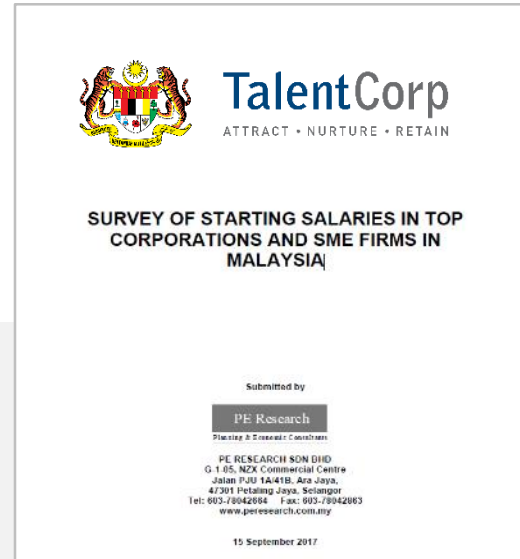 TalentCorp
ATTRACT • NURTURE • RETAIN
SURVEY OF STARTING SALARIES IN TOP
CORPORATIONS AND SME FIRMS IN
MALAYSIA
Submitted by
PE Research
Planning & Economic Consultants
PE RESEARCH SDN BHD
G-1-05, NZX Commercial Centre
Jalan PJU 1A/41B, Ara Jaya,
47301 Petaling Jaya, Selangor
Tel: 603-78042664 Fax: 603-78042863
www.peresearch.com.my
15 September 2017